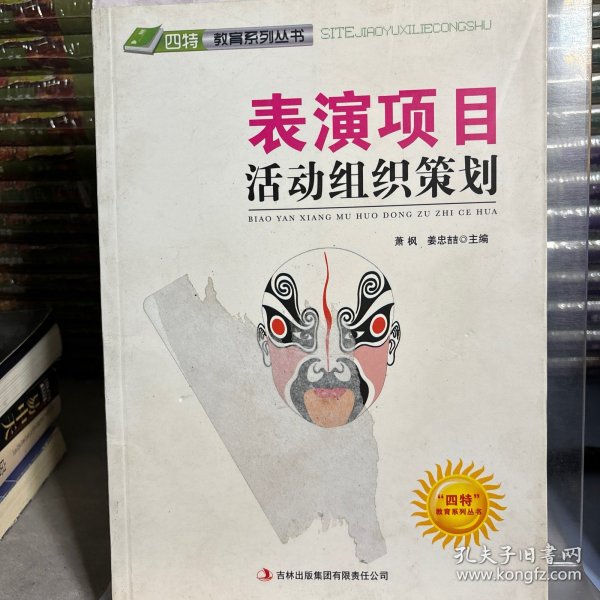 四特 教育系列丛书 SITEJIAOYUXILIECONGSHU
表演项目
活动组织策划
BIAO YAN XIANG MU HUO DONG ZU ZHI CE HUA
萧枫 姜忠喆◎主编
“四特”
教育系列丛书
吉林出版集团有限责任公司
孔夫子旧书网
www.kongfz.com